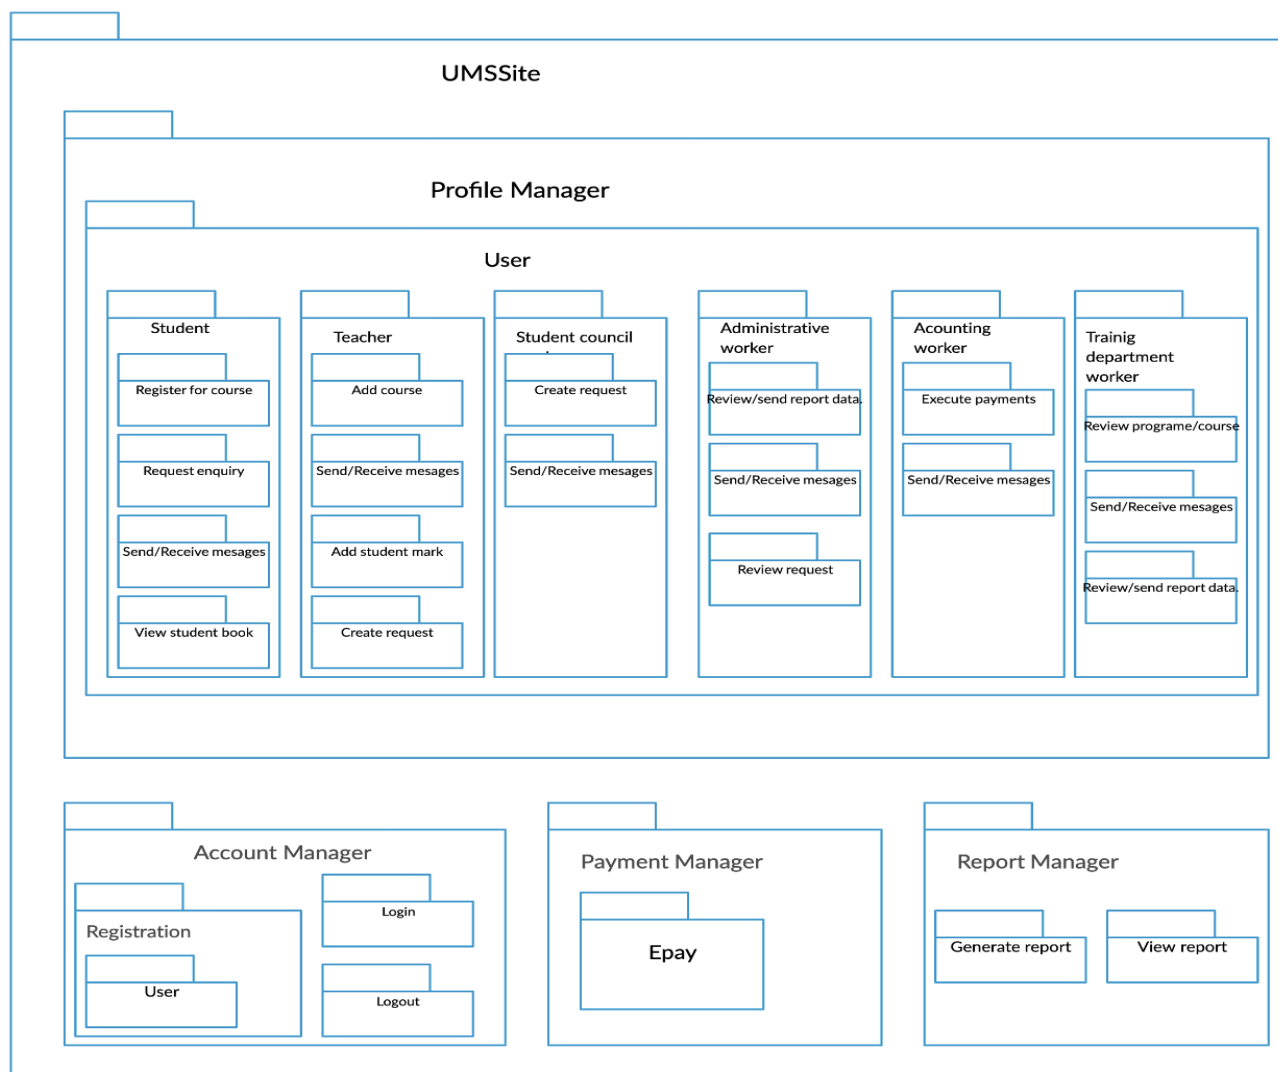 UMSSite
Profile Manager
User
Student
Register for course
Request enquiry
Send/Receive mesages
View student book
Teacher
Add course
Send/Receive mesages
Add student mark
Create request
Student council
Create request
Send/Receive mesages
Administrative
worker
Review/send report data.
Send/Receive mesages
Review request
Acounting
worker
Execute payments
Send/Receive mesages
Trainig
department
worker
Review programe/course
Send/Receive mesages
Review/send report data.
Account Manager
Registration
User
Login
Logout
Payment Manager
Epay
Report Manager
Generate report
View report